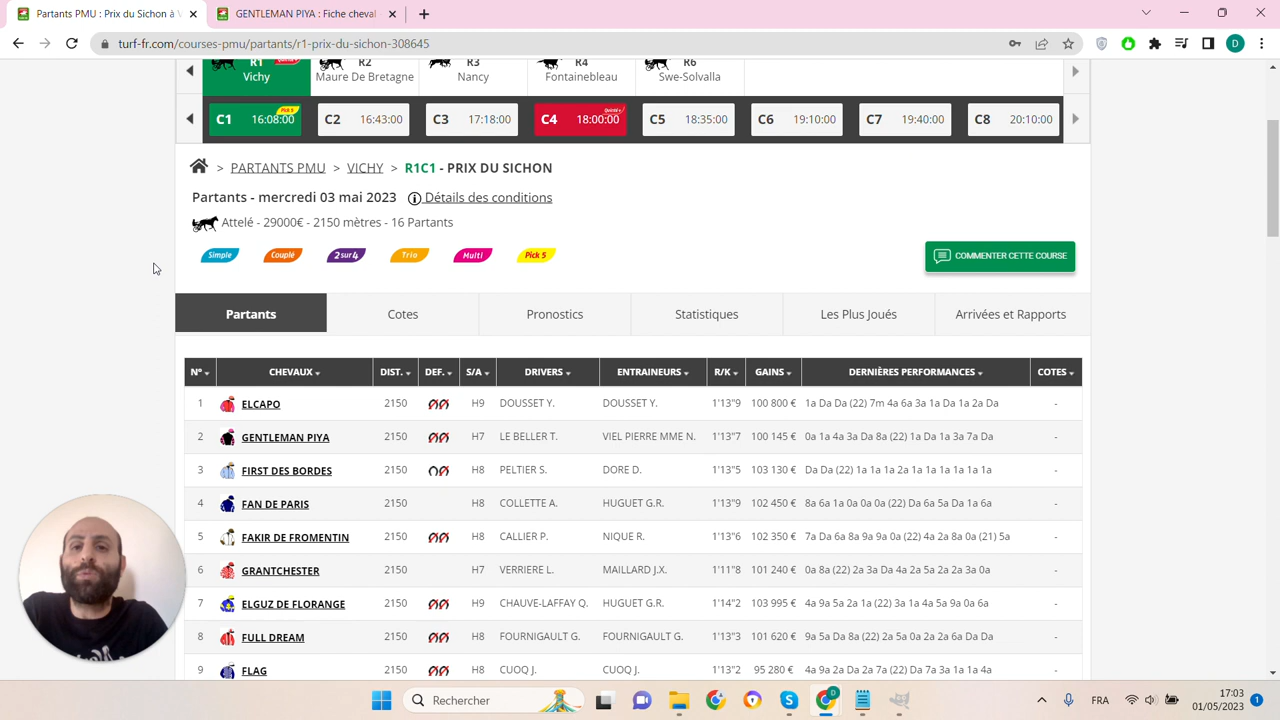 Partants PMU : Prix du Sichon à V
GENTLEMAN PIYA : Fiche cheval
turf-fr.com/courses-pmu/partants/r1-prix-du-sichon-308645
D
R1 R2 R3 R4 R6
Vichy Maure De Bretagne Nancy Fontainebleau Swe-Solvalla
C1 16:08:00 C2 16:43:00 C3 17:18:00 C4 18:00:00 C5 18:35:00 C6 19:10:00 C7 19:40:00 C8 20:10:00
> PARTANTS PMU > VICHY > R1C1 - PRIX DU SICHON
Partants - mercredi 03 mai 2023 Détails des conditions
Attelé - 29000€ - 2150 mètres - 16 Partants
Simple Couplé 2sur4 Trio Multi Pick 5 COMMENTER CETTE COURSE
Partants Cotes Pronostics Statistiques Les Plus Joués Arrivées et Rapports
N° CHEVAUX DIST. DEF. S/A DRIVERS ENTRAINEURS R/K GAINS DERNIÈRES PERFORMANCES COTES
1 ELCAPO 2150 H9 DOUSSET Y. DOUSSET Y. 1'13"9 100 800 € 1a Da Da (22) 7m 4a 6a 3a 1a Da 1a 2a Da -
2 GENTLEMAN PIYA 2150 H7 LE BELLER T. VIEL PIERRE MME N. 1'13"7 100 145 € 0a 1a 4a 3a Da 8a (22) 1a Da 1a 3a 7a Da -
3 FIRST DES BORDES 2150 H8 PELTIER S. DORE D. 1'13"5 103 130 € Da Da (22) 1a 1a 1a 2a 1a 1a 1a 1a 1a 1a -
4 FAN DE PARIS 2150 H8 COLLETTE A. HUGUET G.R. 1'13"9 102 450 € 8a 6a 1a 0a 0a 0a (22) Da 6a 5a Da 1a 6a -
5 FAKIR DE FROMENTIN 2150 H8 CALLIER P. NIQUE R. 1'13"6 102 350 € 7a Da 6a 8a 9a 9a 0a (22) 4a 2a 8a 0a (21) 5a -
6 GRANTCHESTER 2150 H7 VERRIERE L. MAILLARD J.X. 1'11"8 101 240 € 0a 8a (22) 2a 3a Da 4a 2a 5a 2a 2a 3a 0a -
7 ELGUZ DE FLORANGE 2150 H9 CHAUVE-LAFFAY Q. HUGUET G.R. 1'14"2 103 995 € 4a 9a 5a 2a 1a (22) 3a 1a 4a 5a 9a 0a 6a -
8 FULL DREAM 2150 H8 FOURNIGAULT G. FOURNIGAULT G. 1'13"3 101 620 € 9a 5a Da 8a (22) 2a 5a 0a 2a 2a 6a Da Da -
9 FLAG 2150 H8 CUOQ J. CUOQ J. 1'13"2 95 280 € 4a 9a 2a Da 2a 7a (22) Da 7a 3a 1a 1a 4a -
Rechercher
FRA
17:03
01/05/2023
1